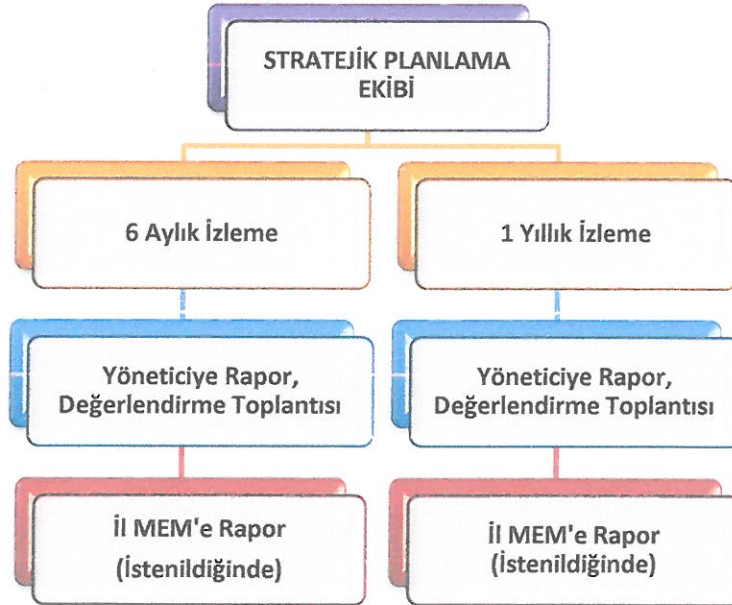 STRATEJİK PLANLAMA
EKİBİ
6 Aylık İzleme
1 Yıllık İzleme
Yöneticiye Rapor,
Değerlendirme Toplantısı
Yöneticiye Rapor,
Değerlendirme Toplantısı
İl MEM'e Rapor
(İstenildiğinde)
İl MEM'e Rapor
(İstenildiğinde)